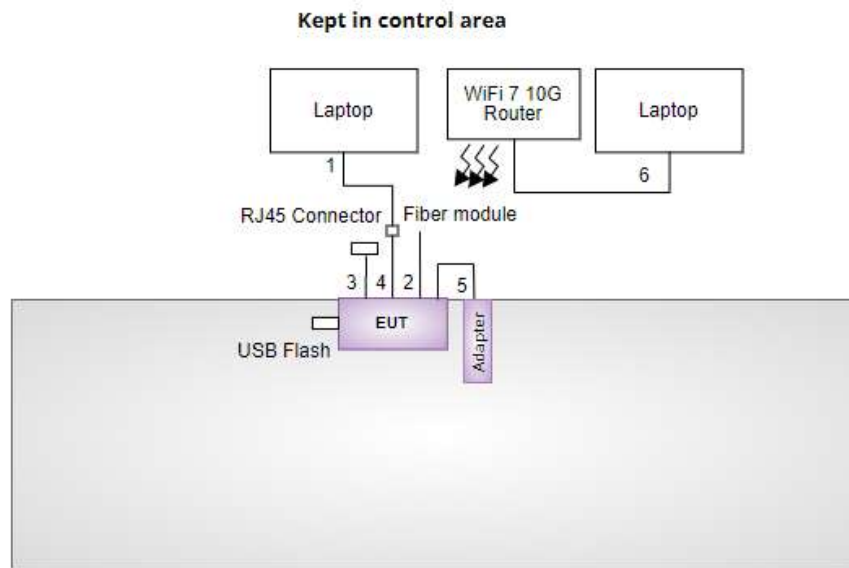 Kept in control area
Laptop
WiFi 7 10G
Router
Laptop
1
6
RJ45 Connector
Fiber module
3
4
2
5
EUT
USB Flash
Adapter